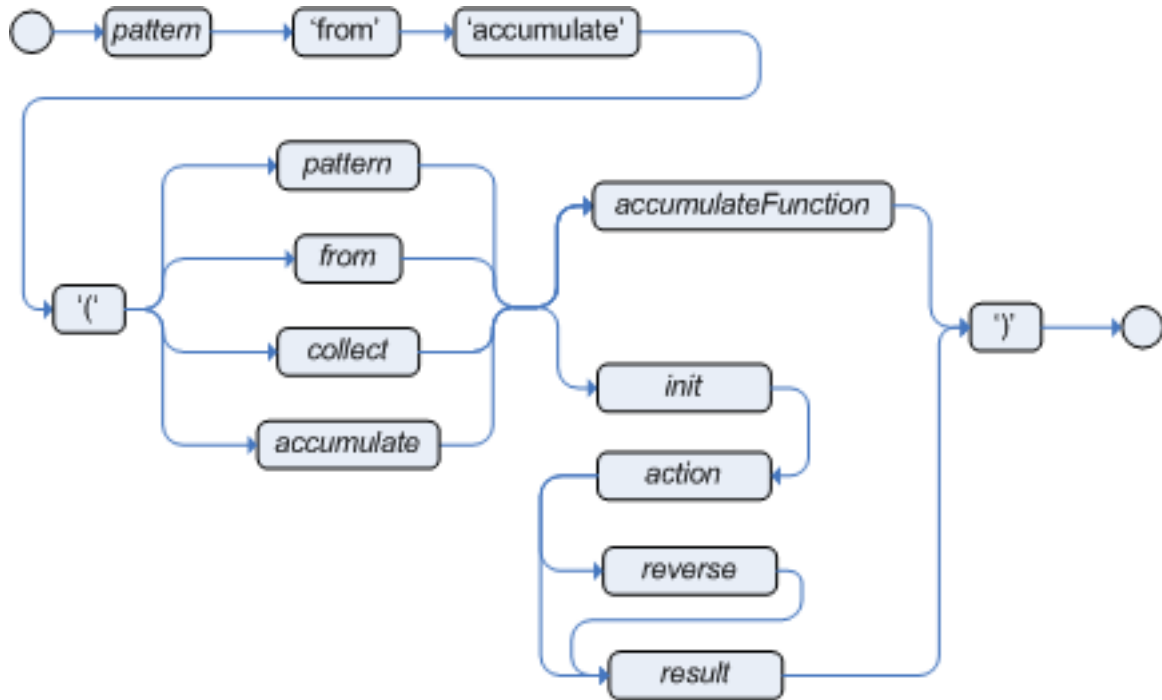 pattern
‘from’
‘accumulate’
pattern
accumulateFunction
from
‘(‘
‘)’
collect
init
accumulate
action
reverse
result